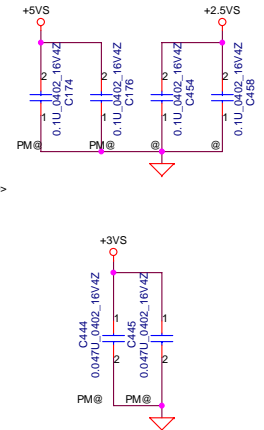 +5VS
+2.5VS
2
2
2
2
C174
0.1U_0402_16V4Z
C176
0.1U_0402_16V4Z
C454
0.1U_0402_16V4Z
C458
0.1U_0402_16V4Z
1
1
1
1
PM@
PM@
@
@
>
+3VS
C444
0.047U_0402_16V4Z
C445
0.047U_0402_16V4Z
1
1
2
2
PM@
PM@